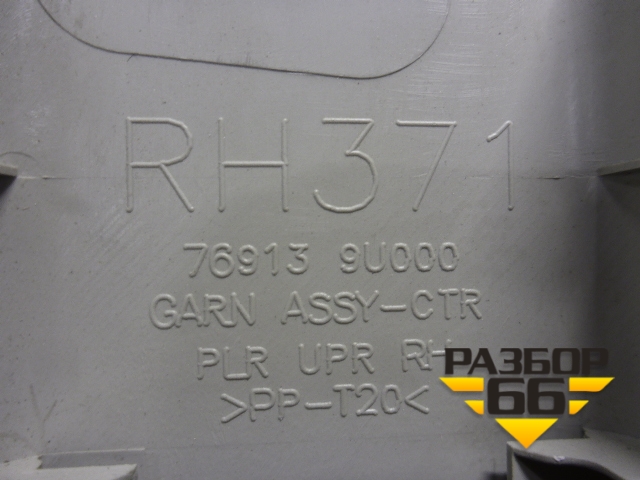 RH371
76913 9U000
GARN ASSY-CTR
PLR UPR RH
>PP-T20<
РАЗБОР
66